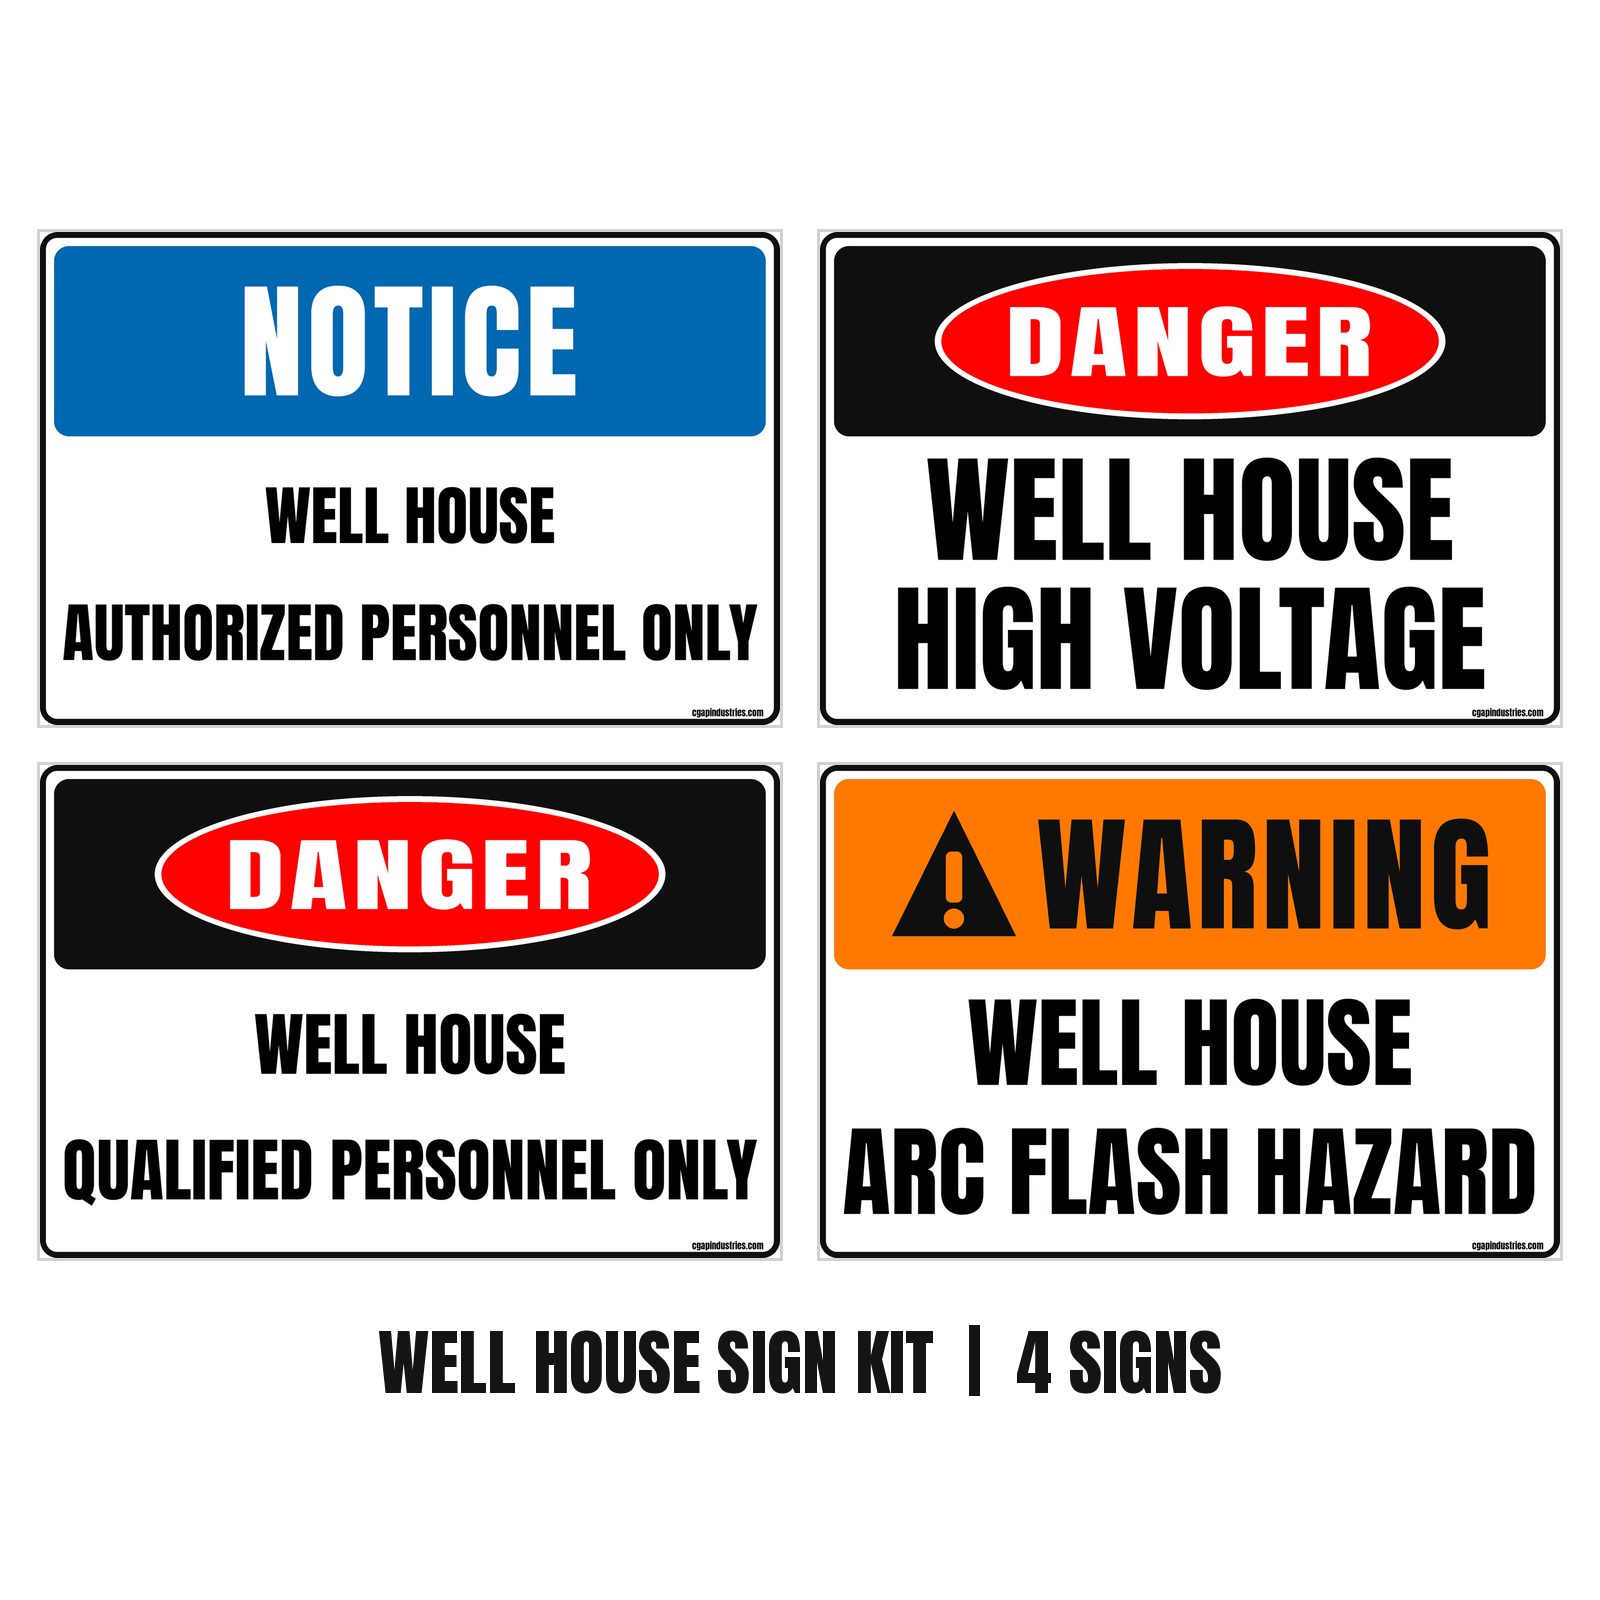 NOTICE
WELL HOUSE
AUTHORIZED PERSONNEL ONLY
cgapindustries.com
DANGER
WELL HOUSE
HIGH VOLTAGE
cgapindustries.com
DANGER
WELL HOUSE
QUALIFIED PERSONNEL ONLY
cgapindustries.com
WARNING
WELL HOUSE
ARC FLASH HAZARD
cgapindustries.com
WELL HOUSE SIGN KIT | 4 SIGNS